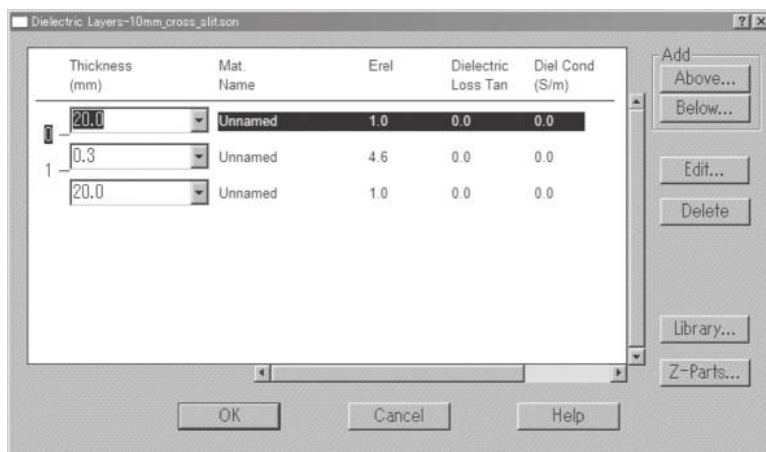 Dielectric Layers-10mm_cross_slit.son
Thickness (mm) Mat. Name Erel Dielectric Loss Tan Diel Cond (S/m)
0
20.0 Unnamed 1.0 0.0 0.0
1
0.3 Unnamed 4.6 0.0 0.0
20.0 Unnamed 1.0 0.0 0.0
Add
Above...
Below...
Edit...
Delete
Library...
Z-Parts...
OK Cancel Help